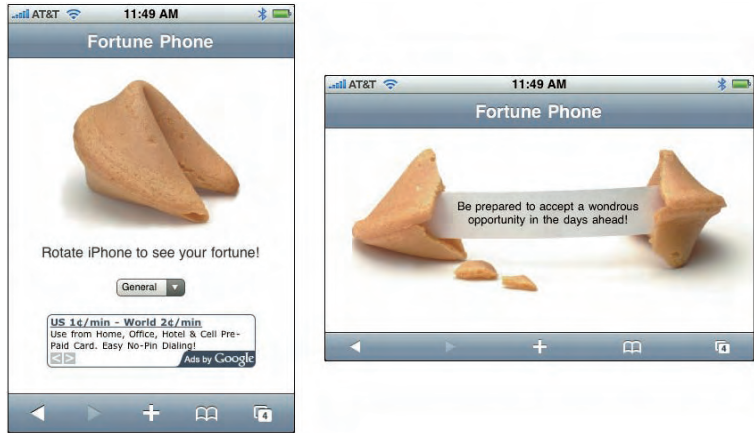 AT&T 11:49 AM
Fortune Phone
Rotate iPhone to see your fortune!
General
US 1¢/min - World 2¢/min
Use from Home, Office, Hotel & Cell Pre-
Paid Card. Easy No-Pin Dialing!
Ads by Google
4
AT&T 11:49 AM
Fortune Phone
Be prepared to accept a wondrous
opportunity in the days ahead!
4